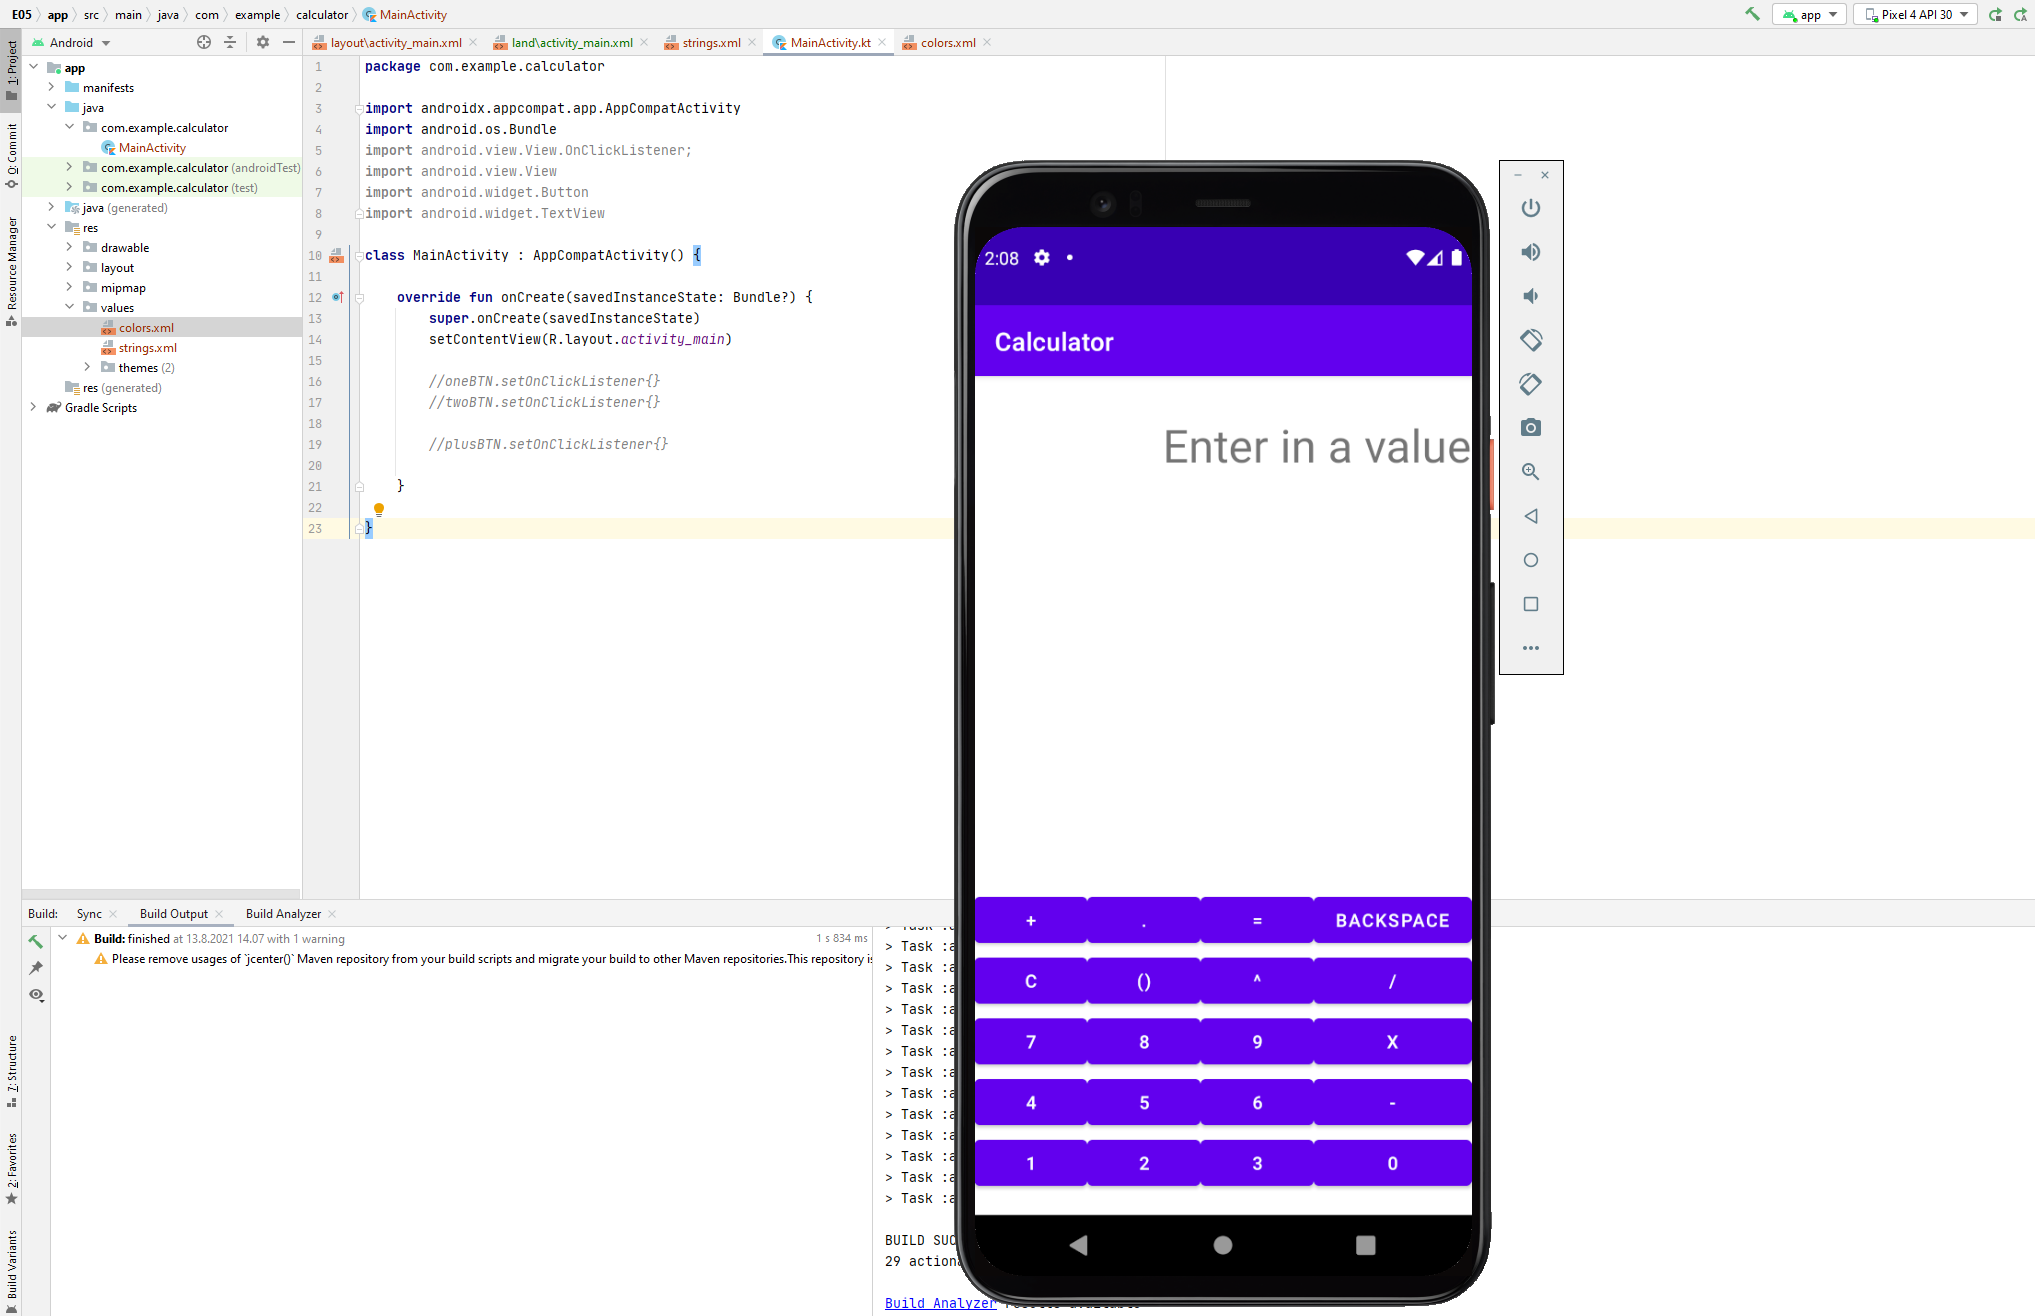 E05 app src main java com example calculator MainActivity
app Pixel 4 API 30
Android
layout\activity_main.xml land\activity_main.xml strings.xml MainActivity.kt colors.xml
1: Project
0: Commit
Resource Manager
7: Structure
2: Favorites
Build Variants
app
manifests
java
com.example.calculator
MainActivity
com.example.calculator (androidTest)
com.example.calculator (test)
java (generated)
res
drawable
layout
mipmap
values
colors.xml
strings.xml
themes (2)
res (generated)
Gradle Scripts
1 package com.example.calculator
2
3 import androidx.appcompat.app.AppCompatActivity
4 import android.os.Bundle
5 import android.view.View.OnClickListener;
6 import android.view.View
7 import android.widget.Button
8 import android.widget.TextView
9
10 class MainActivity : AppCompatActivity() {
11
12 override fun onCreate(savedInstanceState: Bundle?) {
13 super.onCreate(savedInstanceState)
14 setContentView(R.layout.activity_main)
15
16 //oneBTN.setOnClickListener{}
17 //twoBTN.setOnClickListener{}
18
19 //plusBTN.setOnClickListener{}
20
21 }
22
23 }
2:08
Calculator
Enter in a value
+ . = BACKSPACE
C () ^ /
7 8 9 X
4 5 6 -
1 2 3 0
Build: Sync Build Output Build Analyzer
Build: finished at 13.8.2021 14.07 with 1 warning 1 s 834 ms
Please remove usages of `jcenter()` Maven repository from your build scripts and migrate your build to other Maven repositories.This repository is
> Task :a
> Task :a
> Task :a
> Task :a
> Task :a
> Task :a
> Task :a
> Task :a
> Task :a
> Task :a
> Task :a
> Task :a
> Task :a
> Task :a
BUILD SUC
29 actiona
Build Analyzer